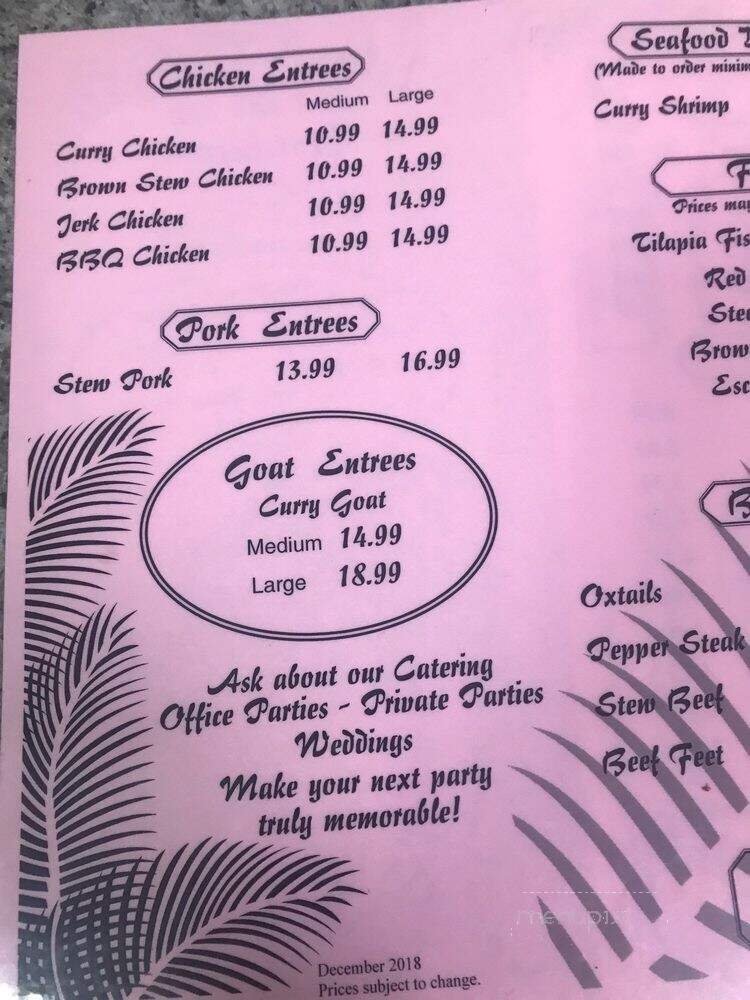 Chicken Entrees
Medium Large
Curry Chicken 10.99 14.99
Brown Stew Chicken 10.99 14.99
Jerk Chicken 10.99 14.99
BBQ Chicken 10.99 14.99
Pork Entrees
Stew Pork 13.99 16.99
Goat Entrees
Curry Goat
Medium 14.99
Large 18.99
Ask about our Catering
Office Parties - Private Parties
Weddings
Make your next party
truly memorable!
December 2018
Prices subject to change.
Seafood
(Made to order
Curry Shrimp
Prices
Tilapia
Red
Oxtails
Pepper Steak
Stew Beef
Beef Feet